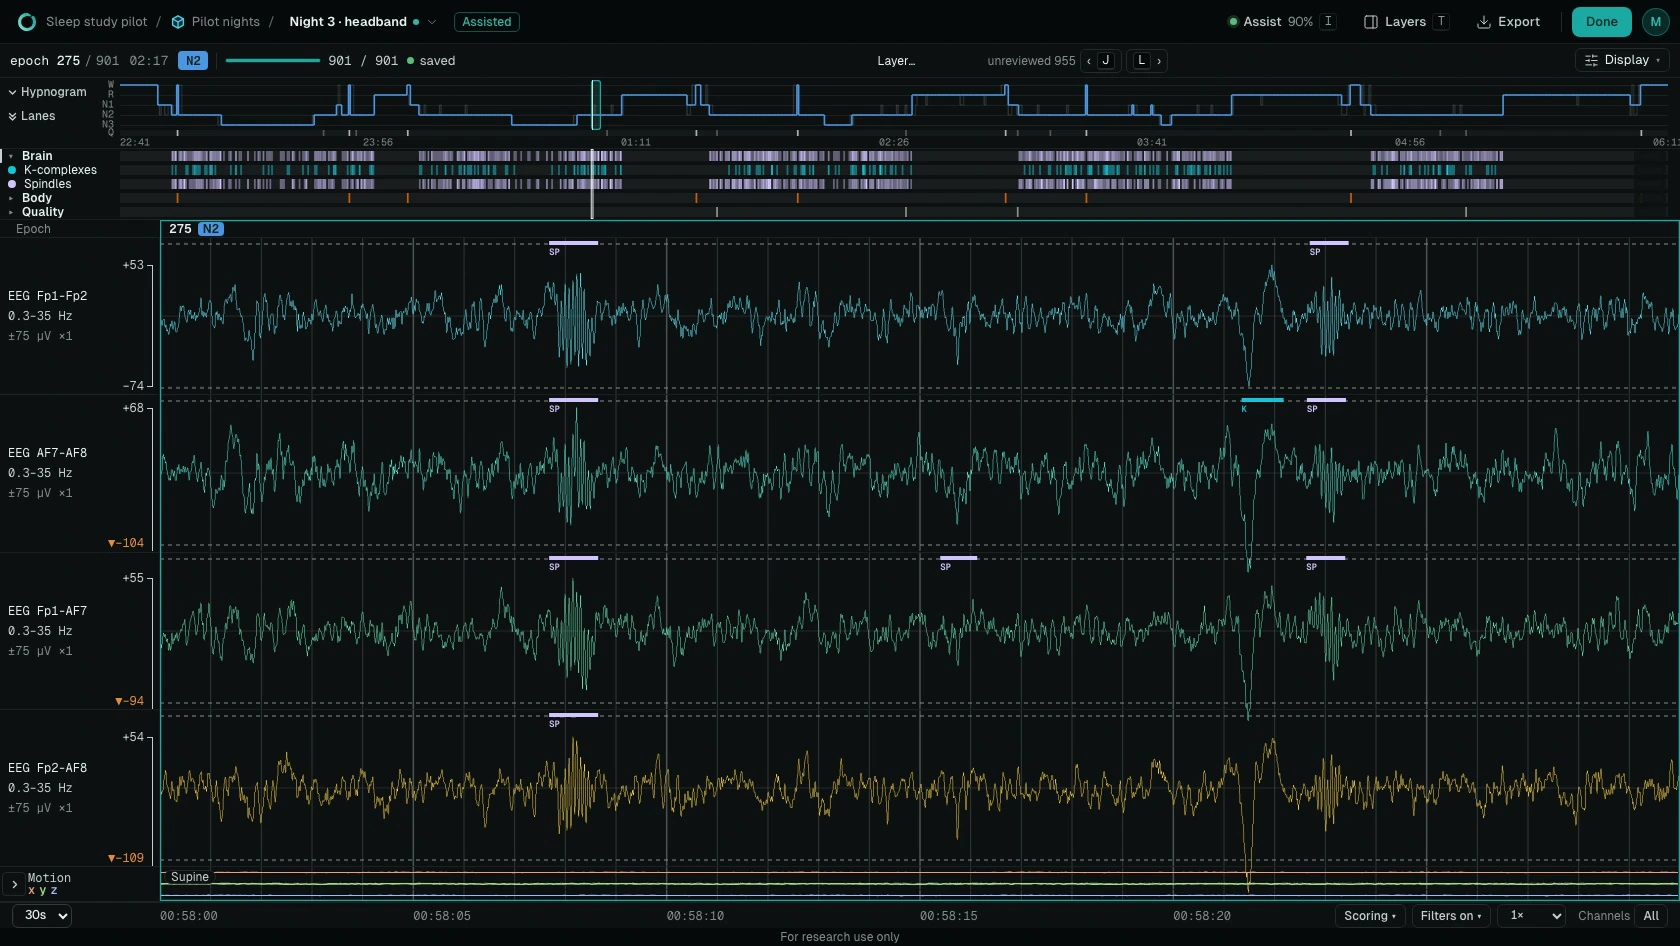 Sleep study pilot / Pilot nights / Night 3 · headband Assisted Assist 90% I Layers T Export Done M
epoch 275 / 901 02:17 N2 901 / 901 saved Layer… unreviewed 955 ‹ J L › Display
Hypnogram
Lanes
W
R
N1
N2
N3
22:41 23:56 01:11 02:26 03:41 04:56
Brain
K-complexes
Spindles
Body
Quality
Epoch 275 N2
SP SP
+53
EEG Fp1-Fp2
0.3-35 Hz
±75 µV ×1
-74
+68
SP K SP
EEG AF7-AF8
0.3-35 Hz
±75 µV ×1
▼-104
SP SP SP
+55
EEG Fp1-AF7
0.3-35 Hz
±75 µV ×1
▼-94
SP
+54
EEG Fp2-AF8
0.3-35 Hz
±75 µV ×1
▼-109
Motion Supine
x y z
30s 00:58:00 00:58:05 00:58:10 00:58:15 00:58:20 Scoring Filters on 1× Channels All
For research use only